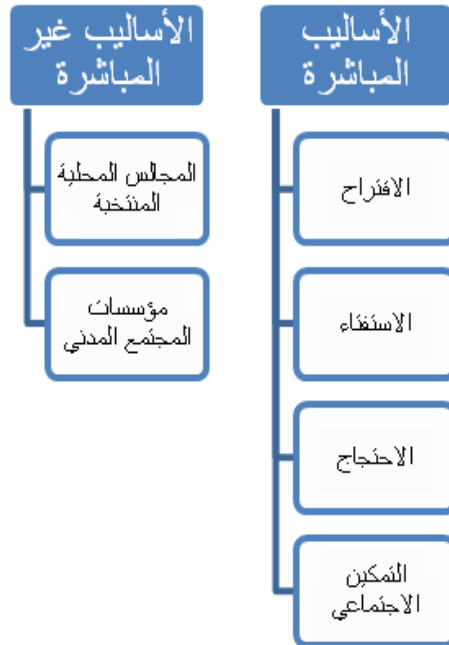 الأساليب
المباشرة
الاقتراح
الاستفتاء
الاحتجاج
التمكين
الاجتماعي
الأساليب غير
المباشرة
المجالس المحلية
المنتخبة
مؤسسات
المجتمع المدني